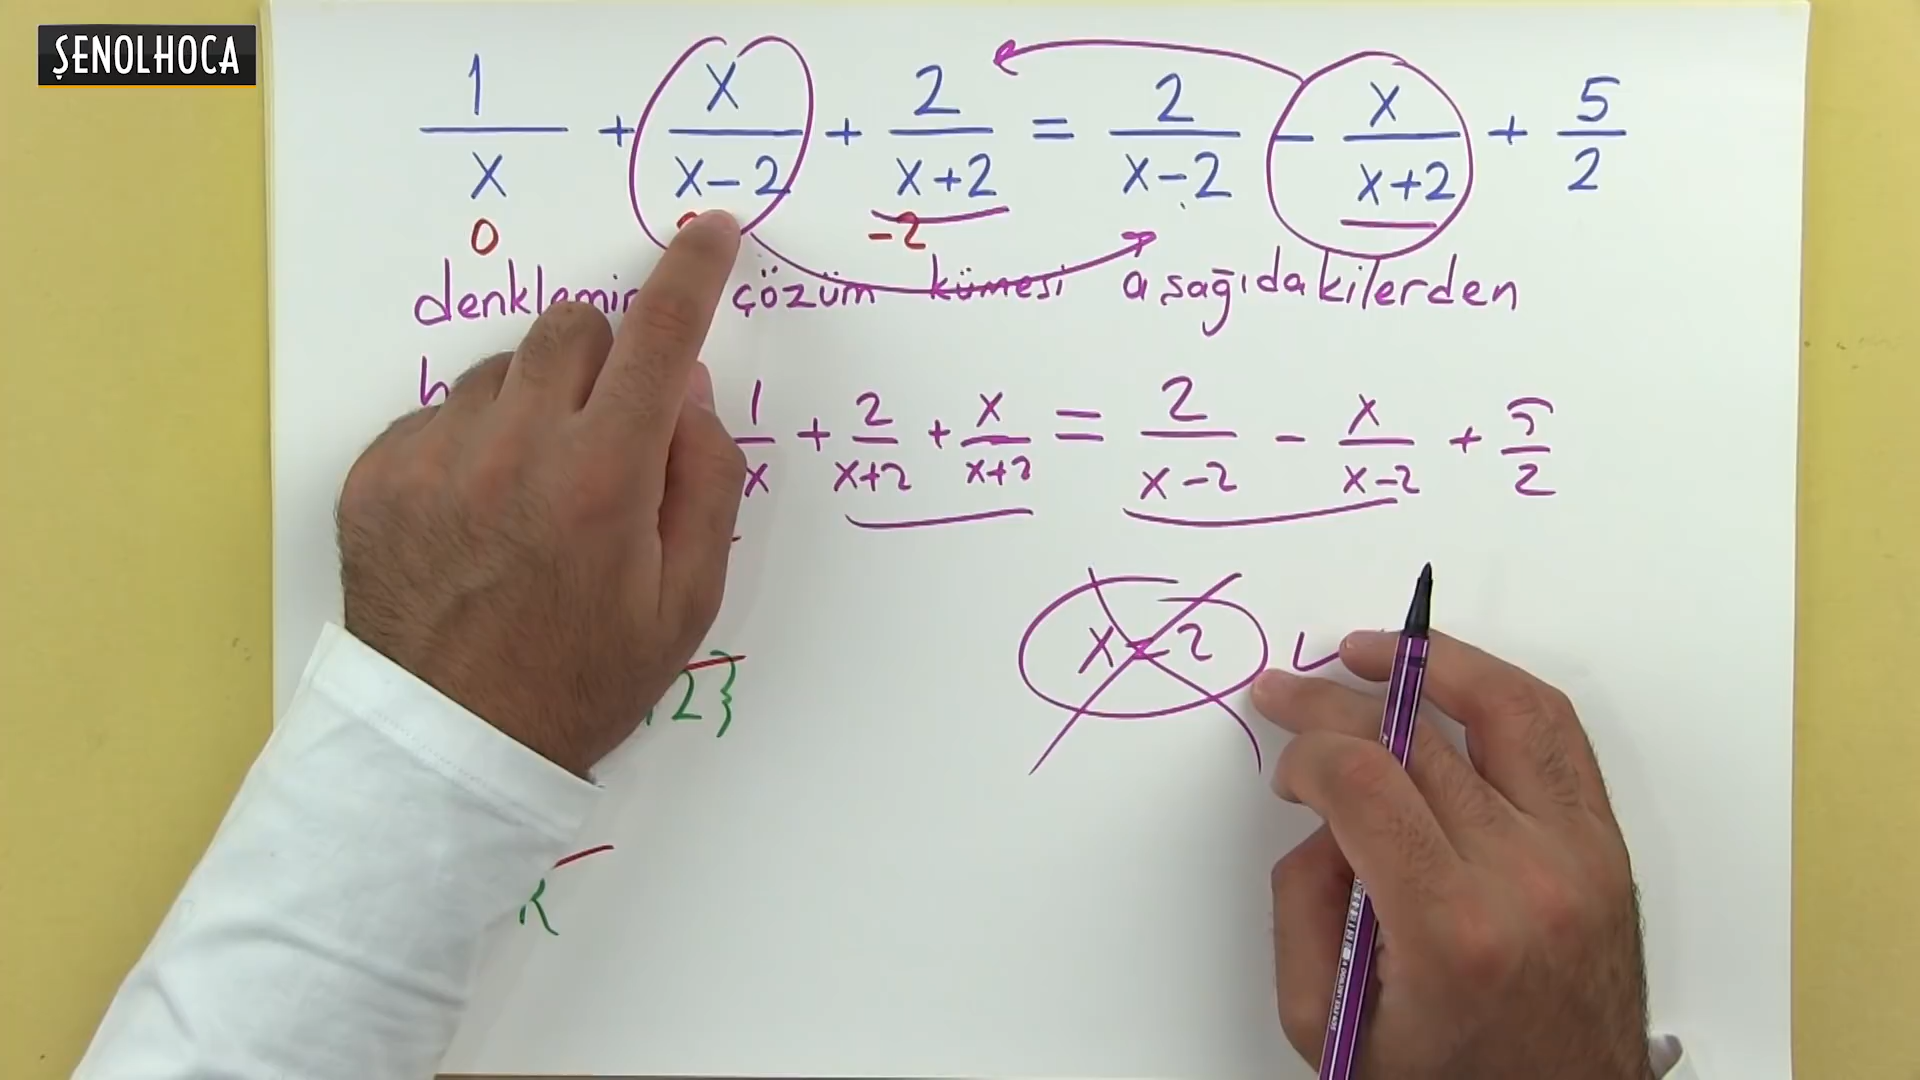 ŞENOLHOCA
1/x + x/x-2 + 2/x+2 = 2/x-2 - x/x+2 + 5/2
0 -2
çözüm kümesi aşağıdakilerden
1/x + 2/x+2 + x/x+2 = 2/x-2 - x/x-2 + 5/2
x=2
2}